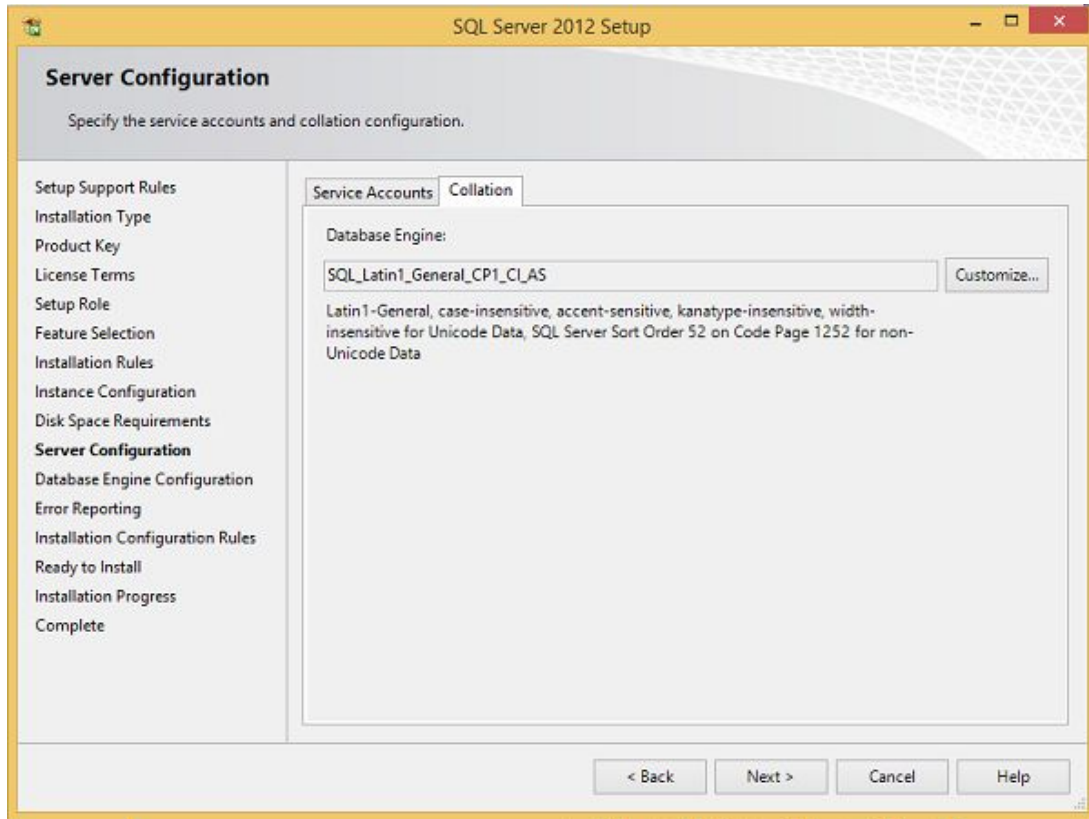 SQL Server 2012 Setup
Server Configuration
Specify the service accounts and collation configuration.
Setup Support Rules
Installation Type
Product Key
License Terms
Setup Role
Feature Selection
Installation Rules
Instance Configuration
Disk Space Requirements
Server Configuration
Database Engine Configuration
Error Reporting
Installation Configuration Rules
Ready to Install
Installation Progress
Complete
Service Accounts Collation
Database Engine:
SQL_Latin1_General_CP1_CI_AS Customize...
Latin1-General, case-insensitive, accent-sensitive, kanatype-insensitive, width-
insensitive for Unicode Data, SQL Server Sort Order 52 on Code Page 1252 for non-
Unicode Data
< Back Next > Cancel Help